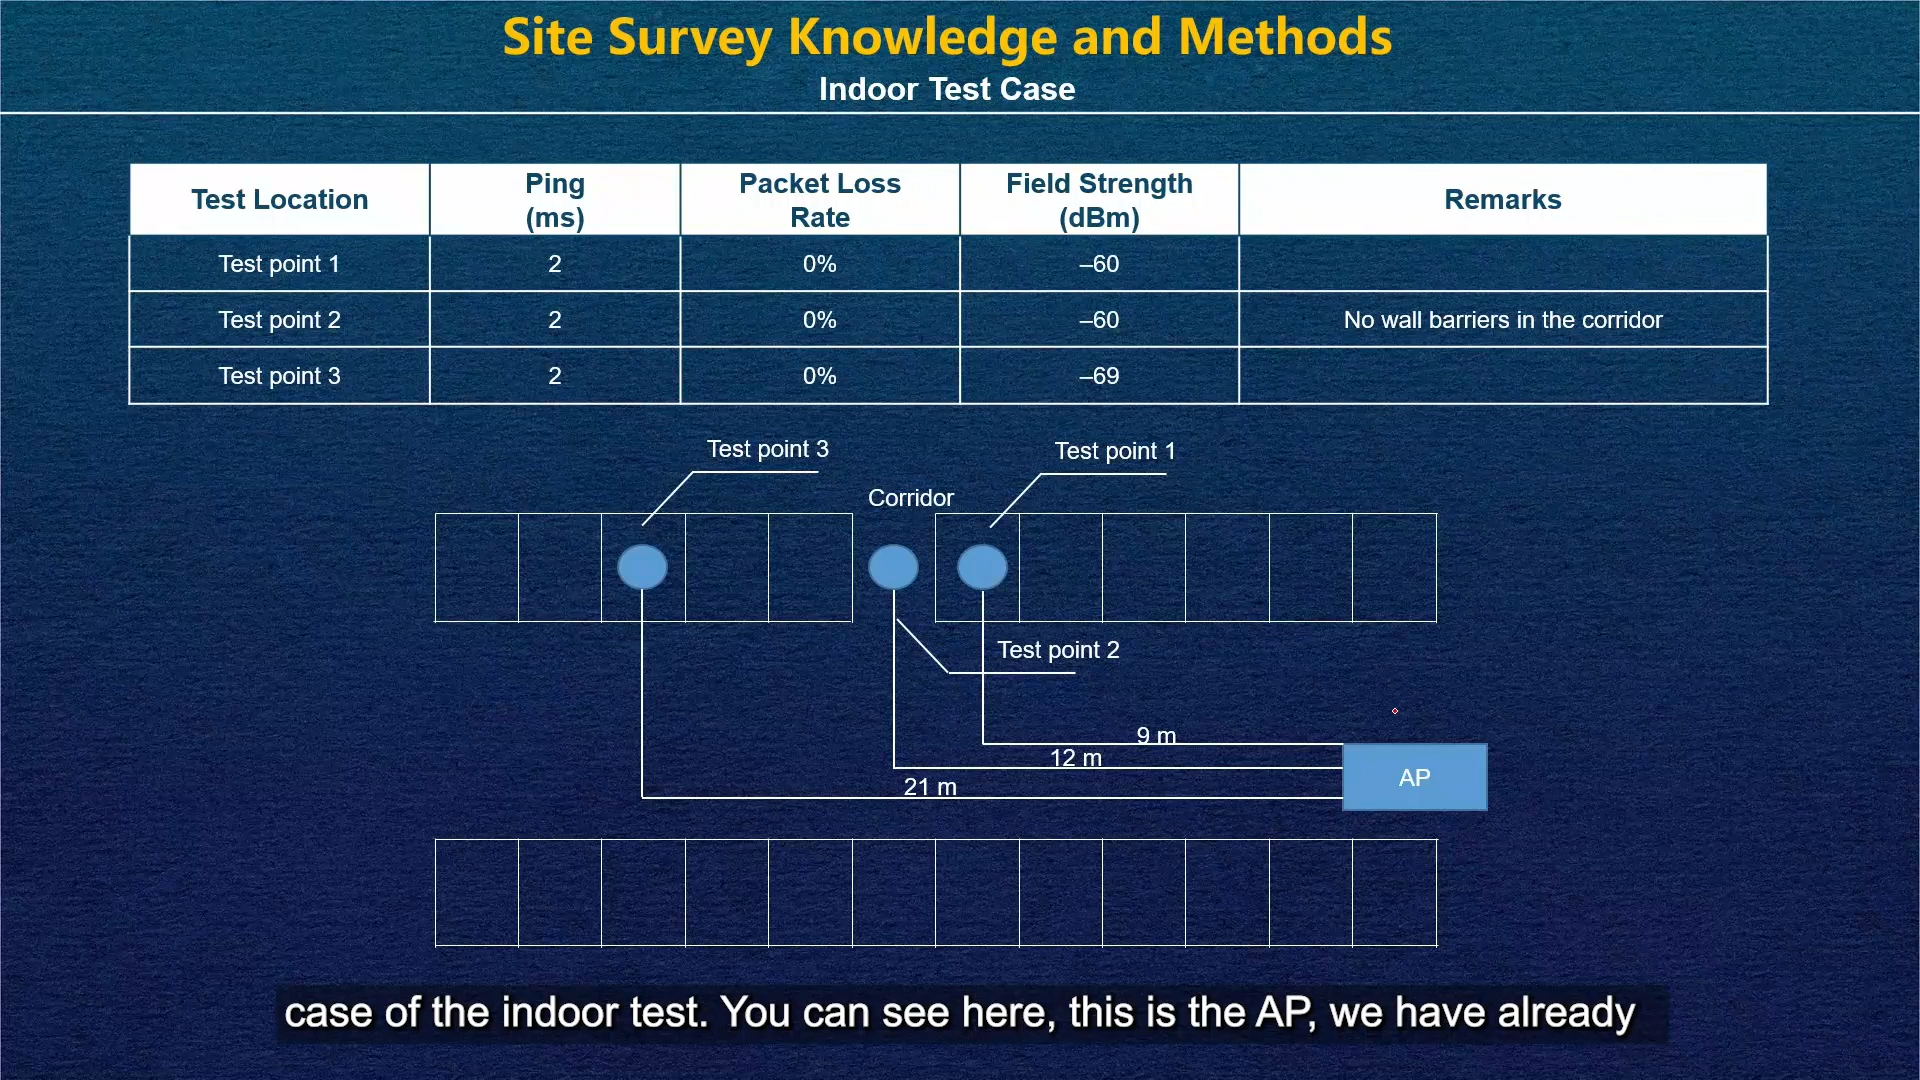 Site Survey Knowledge and Methods
Indoor Test Case
Test Location
Ping
(ms)
Packet Loss
Rate
Field Strength
(dBm)
Remarks
Test point 1
2
0%
–60
Test point 2
2
0%
–60
No wall barriers in the corridor
Test point 3
2
0%
–69
Test point 3
Test point 1
Corridor
Test point 2
9 m
12 m
21 m
AP
case of the indoor test. You can see here, this is the AP, we have already